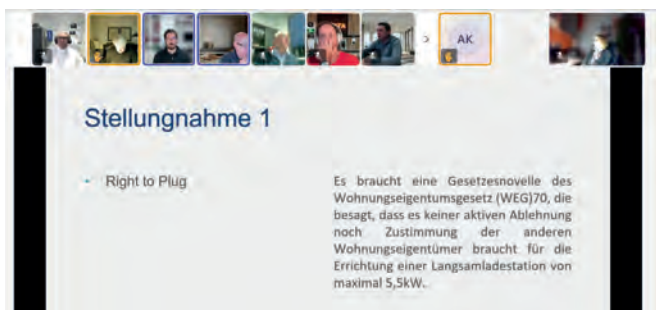 AK
Stellungnahme 1
- Right to Plug
Es braucht eine Gesetzesnovelle des
Wohnungseigentumsgesetz (WEG)70, die
besagt, dass es keiner aktiven Ablehnung
noch Zustimmung der anderen
Wohnungseigentümer braucht für die
Errichtung einer Langsamladestation von
maximal 5,5kW.